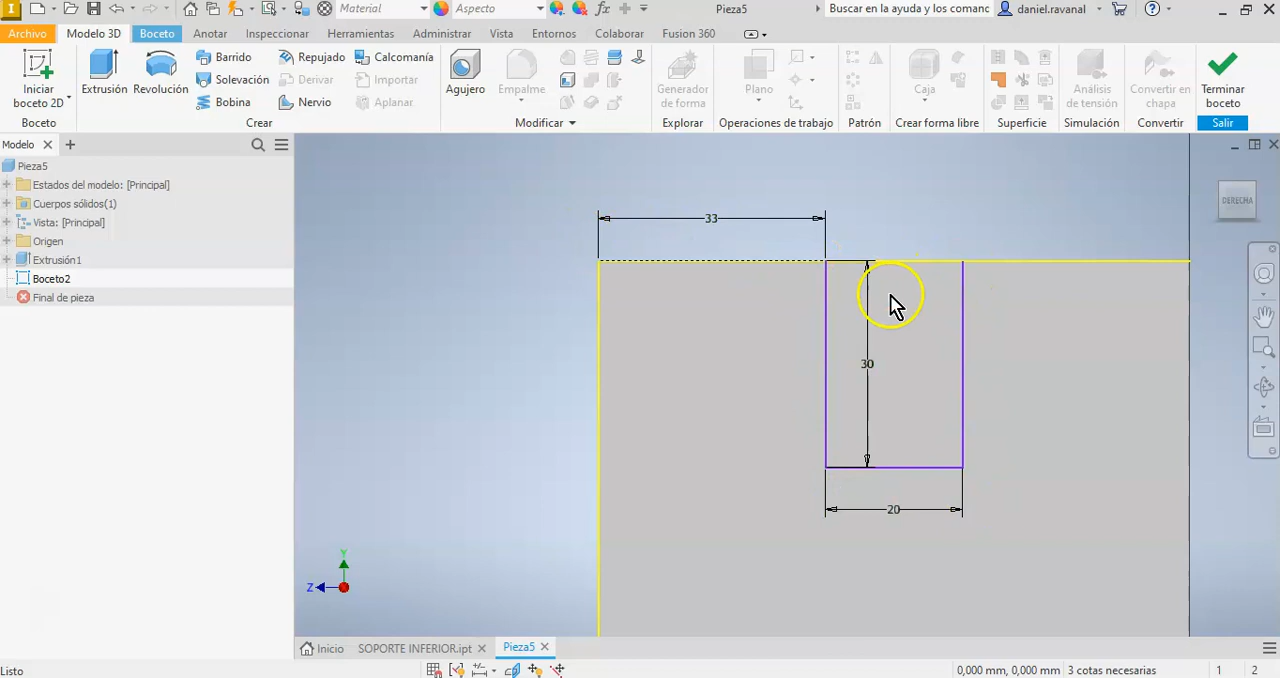 I
Material
Aspecto
Pieza5
Buscar en la ayuda y los comanc
daniel.ravanal
Archivo
Modelo 3D
Boceto
Anotar
Inspeccionar
Herramientas
Administrar
Vista
Entornos
Colaborar
Fusion 360
Iniciar
boceto 2D
Extrusión
Revolución
Barrido
Solevación
Bobina
Repujado
Derivar
Nervio
Calcomanía
Importar
Aplanar
Agujero
Empalme
Generador
de forma
Plano
Caja
Análisis
de tensión
Convertir en
chapa
Terminar
boceto
Boceto
Crear
Modificar
Explorar
Operaciones de trabajo
Patrón
Crear forma libre
Superficie
Simulación
Convertir
Salir
Modelo
Pieza5
Estados del modelo: [Principal]
Cuerpos sólidos(1)
Vista: [Principal]
Origen
Extrusión1
Boceto2
Final de pieza
DERECHA
33
30
20
Y
Z
Inicio
SOPORTE INFERIOR.ipt
Pieza5
Listo
0,000 mm, 0,000 mm
3 cotas necesarias
1
2